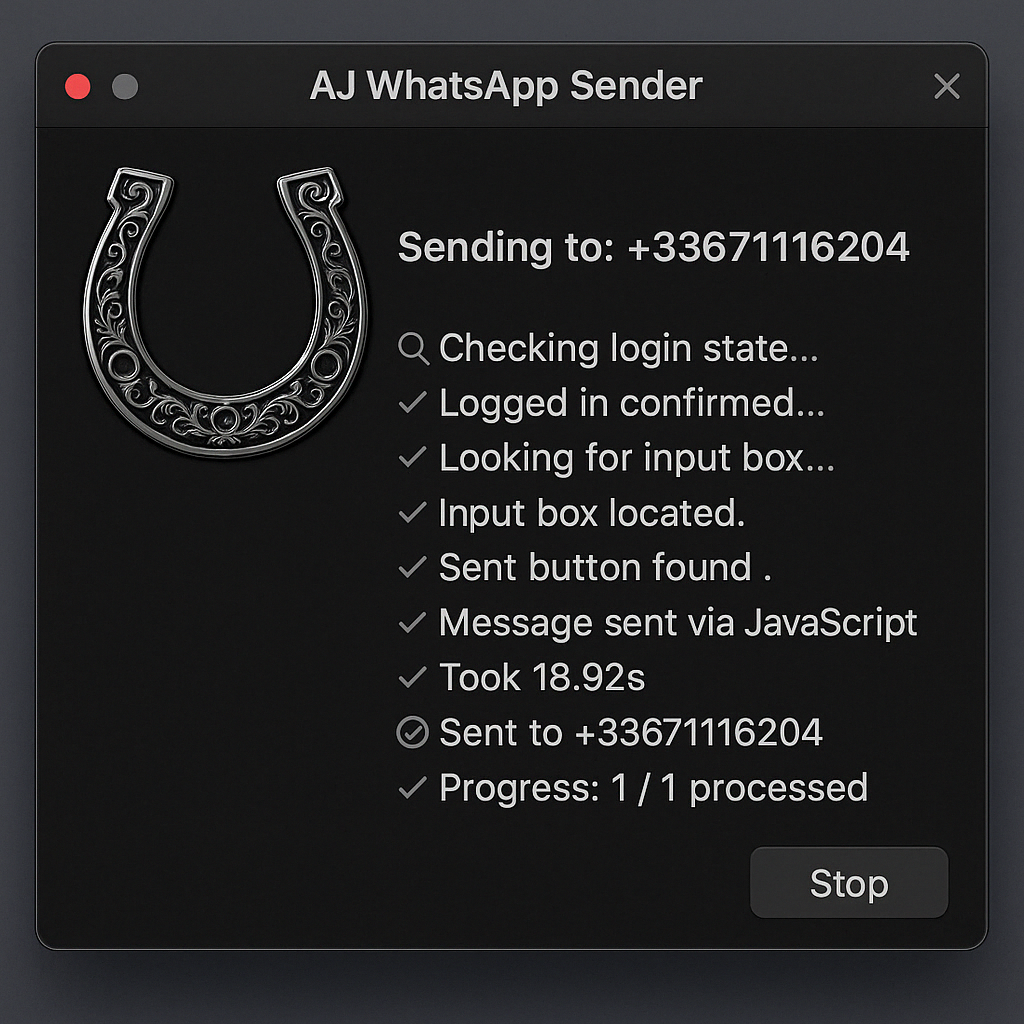 AJ WhatsApp Sender
Sending to: +33671116204
Checking login state...
Logged in confirmed...
Looking for input box...
Input box located.
Sent button found .
Message sent via JavaScript
Took 18.92s
Sent to +33671116204
Progress: 1 / 1 processed
Stop